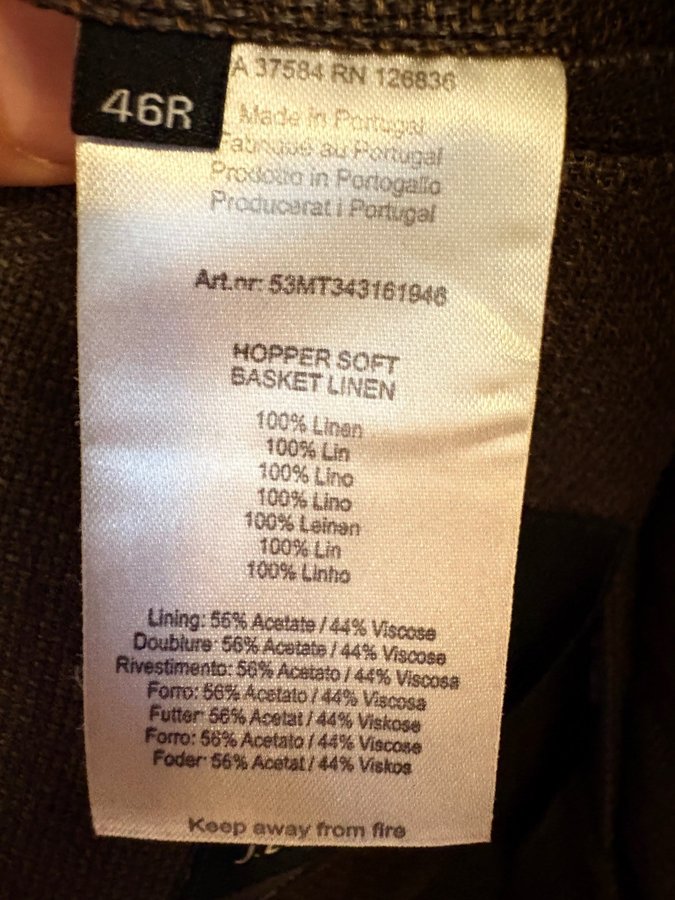 46R
A 37584 RN 126836
Made in Portugal
Fabriqué au Portugal
Prodotto in Portogallo
Producerat i Portugal
Art.nr: 53MT343161946
HOPPER SOFT
BASKET LINEN
100% Linen
100% Lin
100% Lino
100% Lino
100% Leinen
100% Lin
100% Linho
Lining: 56% Acetate / 44% Viscose
Doublure: 56% Acetate / 44% Viscose
Rivestimento: 56% Acetato / 44% Viscosa
Forro: 56% Acetato / 44% Viscosa
Futter: 56% Acetat / 44% Viskose
Forro: 56% Acetato / 44% Viscose
Foder: 56% Acetat / 44% Viskos
Keep away from fire